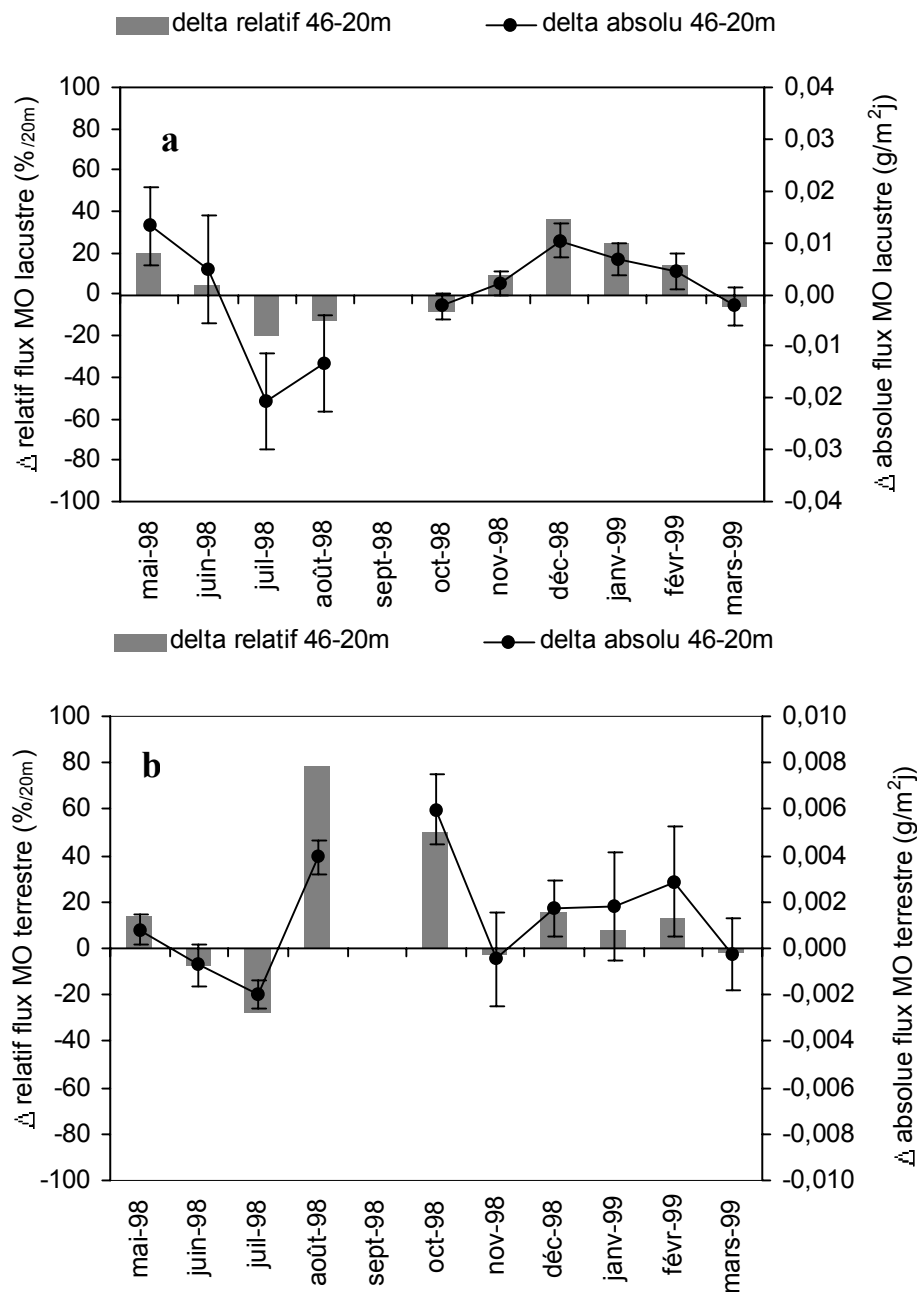 delta relatif 46-20m delta absolu 46-20m
a
Δ relatif flux MO lacustre (%/20m)
100
80
60
40
20
0
-20
-40
-60
-80
-100
0,04
0,03
0,02
0,01
0,00
-0,01
-0,02
-0,03
-0,04
Δ absolue flux MO lacustre (g/m²j)
mai-98
juin-98
juil-98
août-98
sept-98
oct-98
nov-98
déc-98
janv-99
févr-99
mars-99
delta relatif 46-20m delta absolu 46-20m
b
Δ relatif flux MO terrestre (%/20m)
100
80
60
40
20
0
-20
-40
-60
-80
-100
0,010
0,008
0,006
0,004
0,002
0,000
-0,002
-0,004
-0,006
-0,008
-0,010
Δ absolue flux MO terrestre (g/m²j)
mai-98
juin-98
juil-98
août-98
sept-98
oct-98
nov-98
déc-98
janv-99
févr-99
mars-99